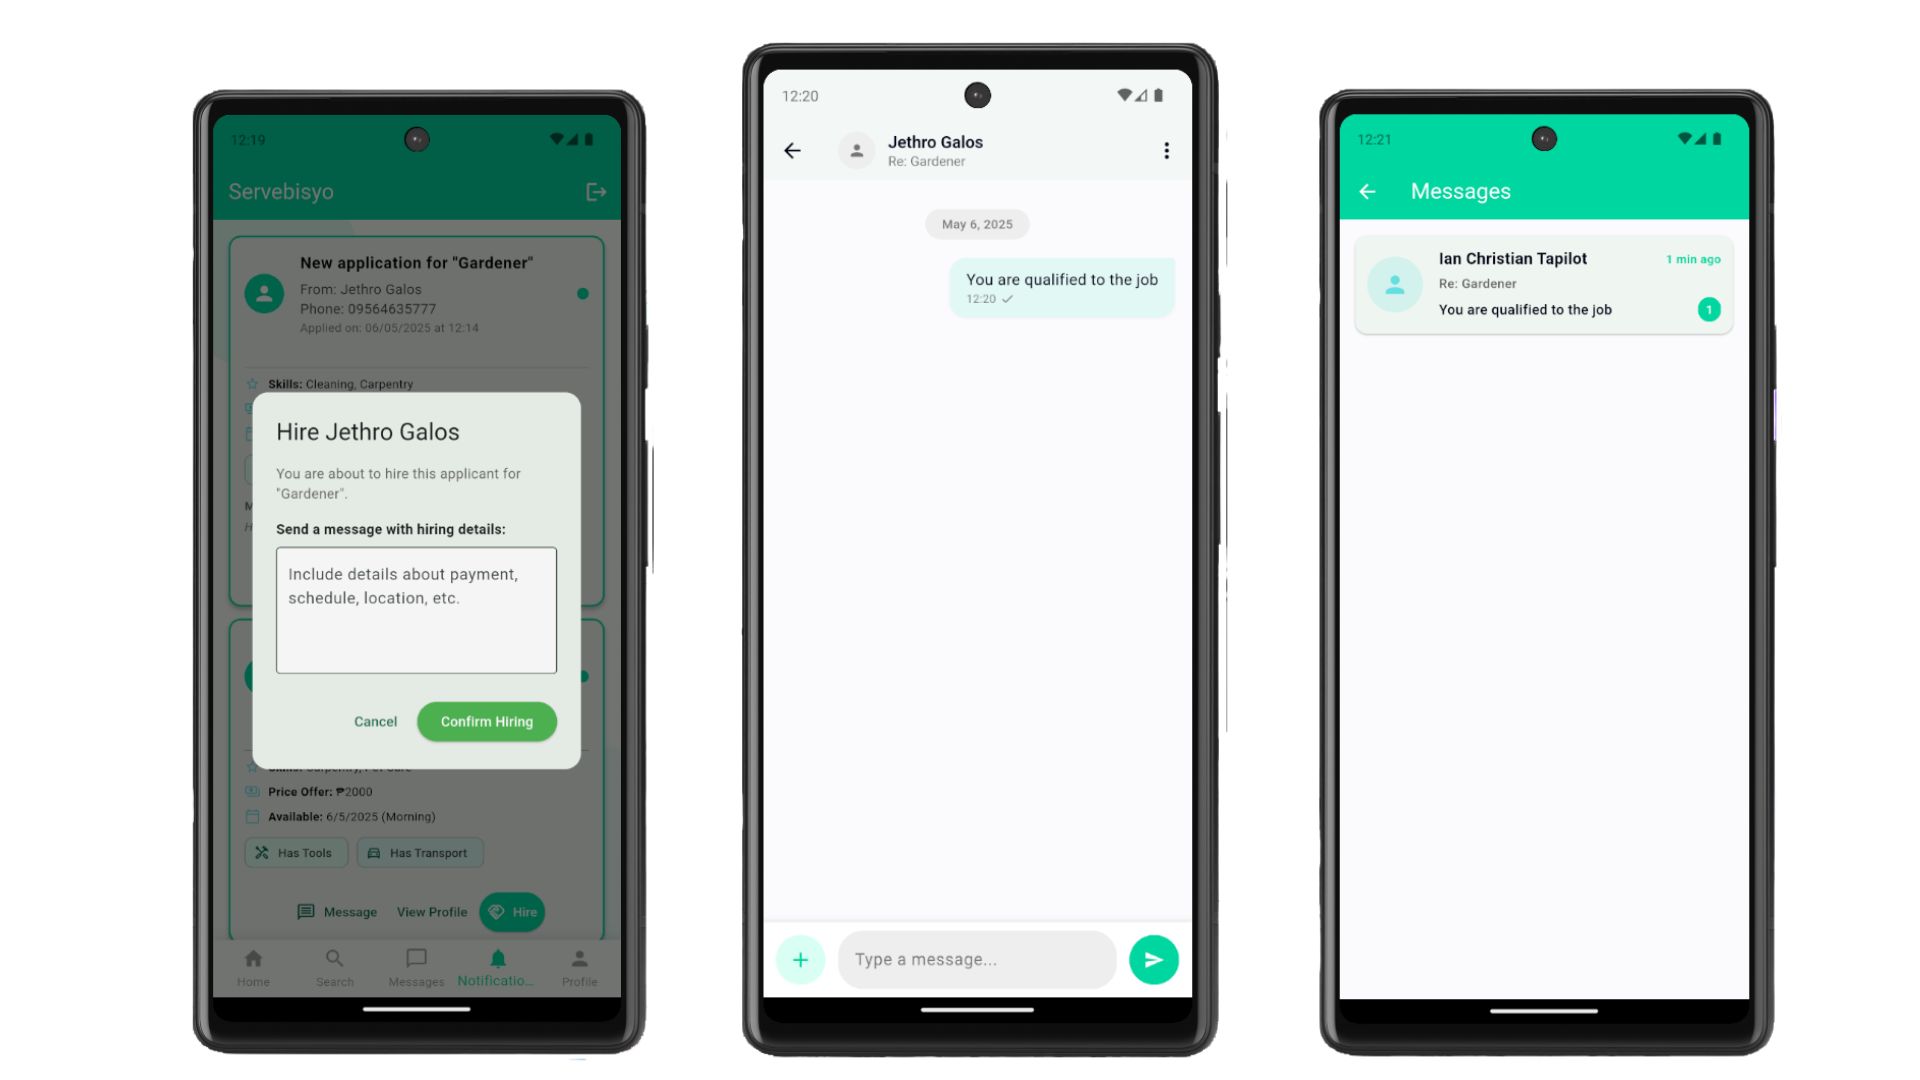 12:19
Servebisyo
New application for "Gardener"
From: Jethro Galos
Phone: 09564635777
Applied on: 06/05/2025 at 12:14
Skills: Cleaning, Carpentry
Hire Jethro Galos
You are about to hire this applicant for
"Gardener".
Send a message with hiring details:
Include details about payment,
schedule, location, etc.
Cancel
Confirm Hiring
Price Offer: ₱2000
Available: 6/5/2025 (Morning)
Has Tools
Has Transport
Message
View Profile
Hire
Home
Search
Messages
Notificatio...
Profile
12:20
Jethro Galos
Re: Gardener
May 6, 2025
You are qualified to the job
12:20
Type a message...
12:21
Messages
Ian Christian Tapilot
1 min ago
Re: Gardener
You are qualified to the job
1